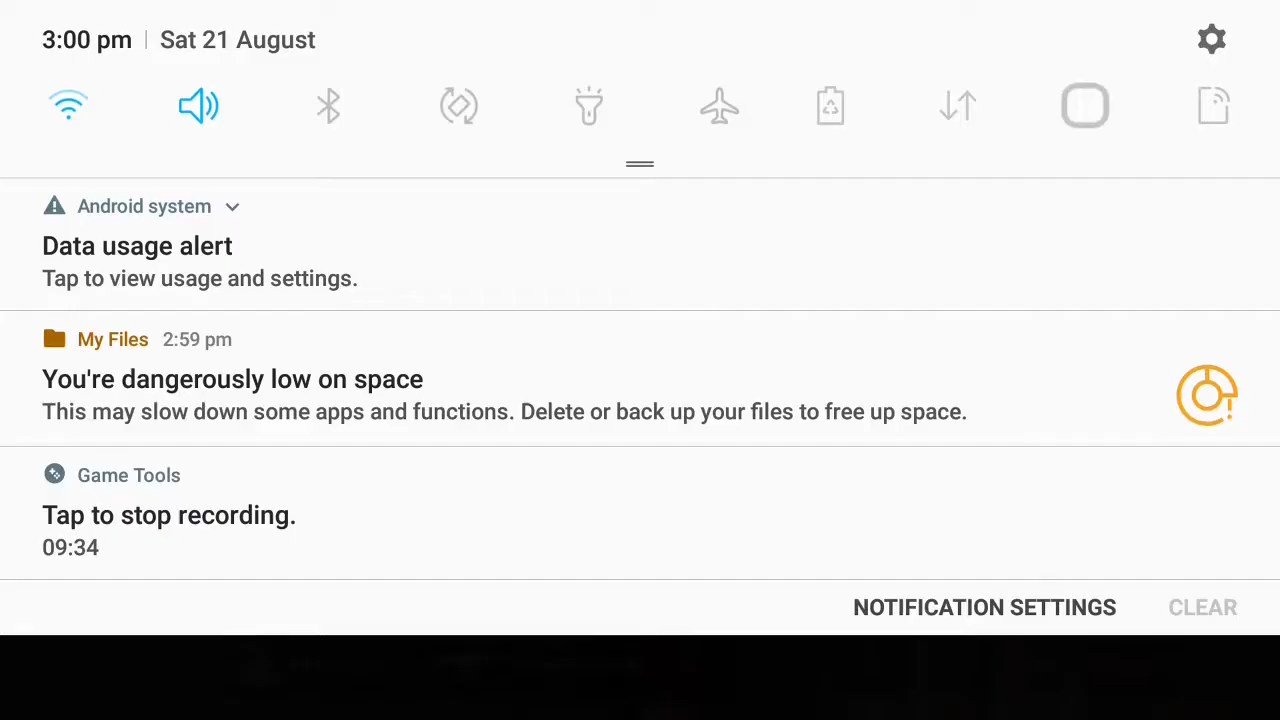 3:00 pm | Sat 21 August
Android system
Data usage alert
Tap to view usage and settings.
My Files 2:59 pm
You're dangerously low on space
This may slow down some apps and functions. Delete or back up your files to free up space.
Game Tools
Tap to stop recording.
09:34
NOTIFICATION SETTINGS CLEAR